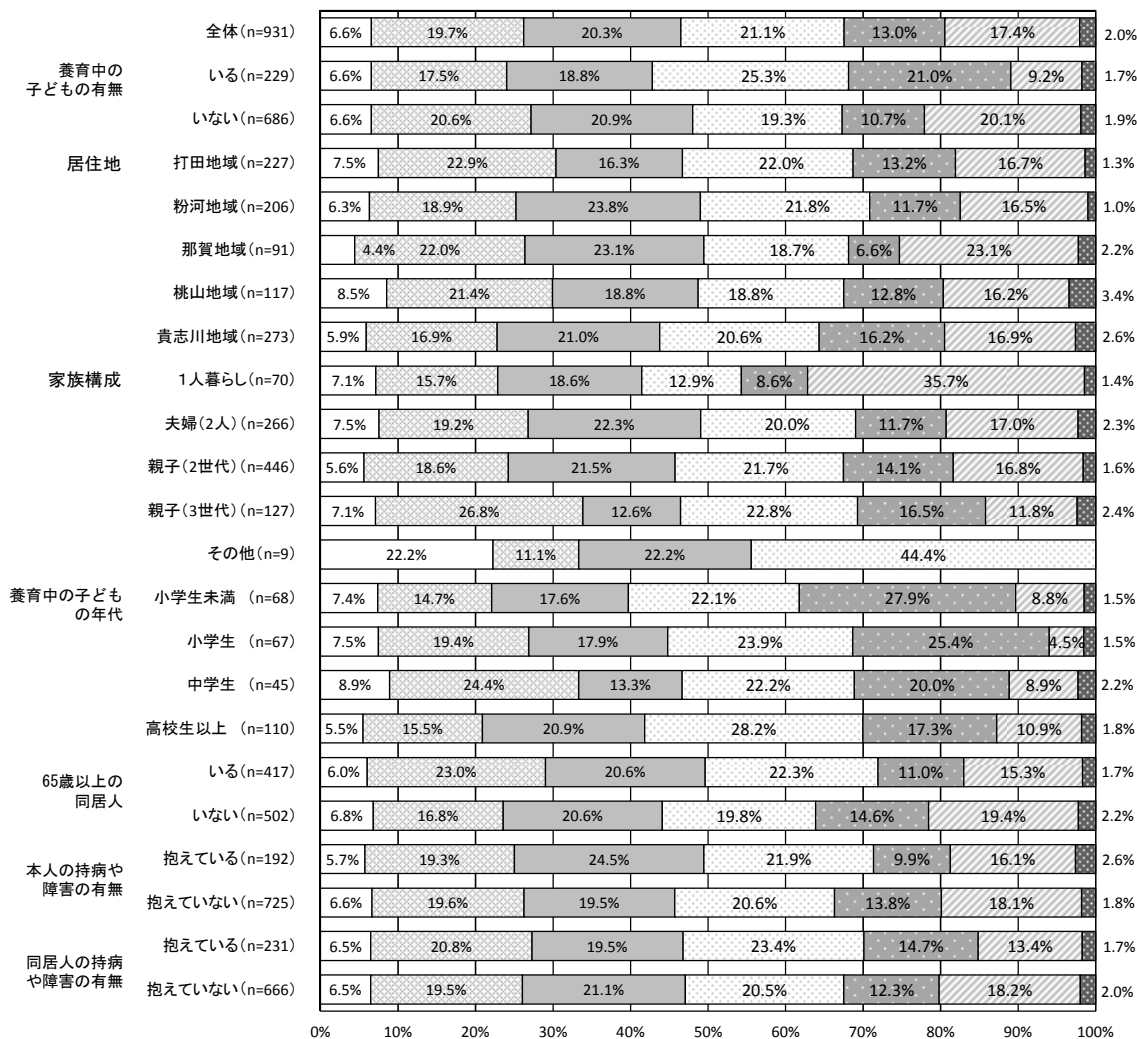 全体(n=931) 6.6% 19.7% 20.3% 21.1% 13.0% 17.4% 2.0%
養育中の
子どもの有無
いる(n=229) 6.6% 17.5% 18.8% 25.3% 21.0% 9.2% 1.7%
いない(n=686) 6.6% 20.6% 20.9% 19.3% 10.7% 20.1% 1.9%
居住地
打田地域(n=227) 7.5% 22.9% 16.3% 22.0% 13.2% 16.7% 1.3%
粉河地域(n=206) 6.3% 18.9% 23.8% 21.8% 11.7% 16.5% 1.0%
那賀地域(n=91) 4.4% 22.0% 23.1% 18.7% 6.6% 23.1% 2.2%
桃山地域(n=117) 8.5% 21.4% 18.8% 18.8% 12.8% 16.2% 3.4%
貴志川地域(n=273) 5.9% 16.9% 21.0% 20.6% 16.2% 16.9% 2.6%
家族構成
1人暮らし(n=70) 7.1% 15.7% 18.6% 12.9% 8.6% 35.7% 1.4%
夫婦(2人)(n=266) 7.5% 19.2% 22.3% 20.0% 11.7% 17.0% 2.3%
親子(2世代)(n=446) 5.6% 18.6% 21.5% 21.7% 14.1% 16.8% 1.6%
親子(3世代)(n=127) 7.1% 26.8% 12.6% 22.8% 16.5% 11.8% 2.4%
その他(n=9) 22.2% 11.1% 22.2% 44.4%
養育中の子ども
の年代
小学生未満 (n=68) 7.4% 14.7% 17.6% 22.1% 27.9% 8.8% 1.5%
小学生 (n=67) 7.5% 19.4% 17.9% 23.9% 25.4% 4.5% 1.5%
中学生 (n=45) 8.9% 24.4% 13.3% 22.2% 20.0% 8.9% 2.2%
高校生以上 (n=110) 5.5% 15.5% 20.9% 28.2% 17.3% 10.9% 1.8%
65歳以上の
同居人
いる(n=417) 6.0% 23.0% 20.6% 22.3% 11.0% 15.3% 1.7%
いない(n=502) 6.8% 16.8% 20.6% 19.8% 14.6% 19.4% 2.2%
本人の持病や
障害の有無
抱えている(n=192) 5.7% 19.3% 24.5% 21.9% 9.9% 16.1% 2.6%
抱えていない(n=725) 6.6% 19.6% 19.5% 20.6% 13.8% 18.1% 1.8%
同居人の持病
や障害の有無
抱えている(n=231) 6.5% 20.8% 19.5% 23.4% 14.7% 13.4% 1.7%
抱えていない(n=666) 6.5% 19.5% 21.1% 20.5% 12.3% 18.2% 2.0%
0% 10% 20% 30% 40% 50% 60% 70% 80% 90% 100%